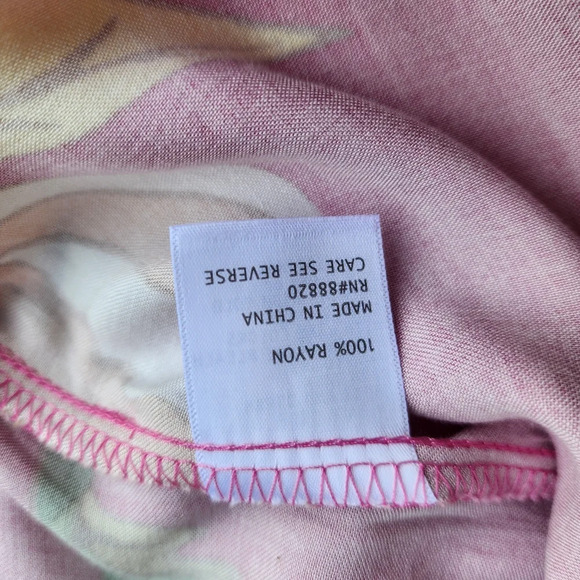 100% RAYON
MADE IN CHINA
RN#88820
CARE SEE REVERSE